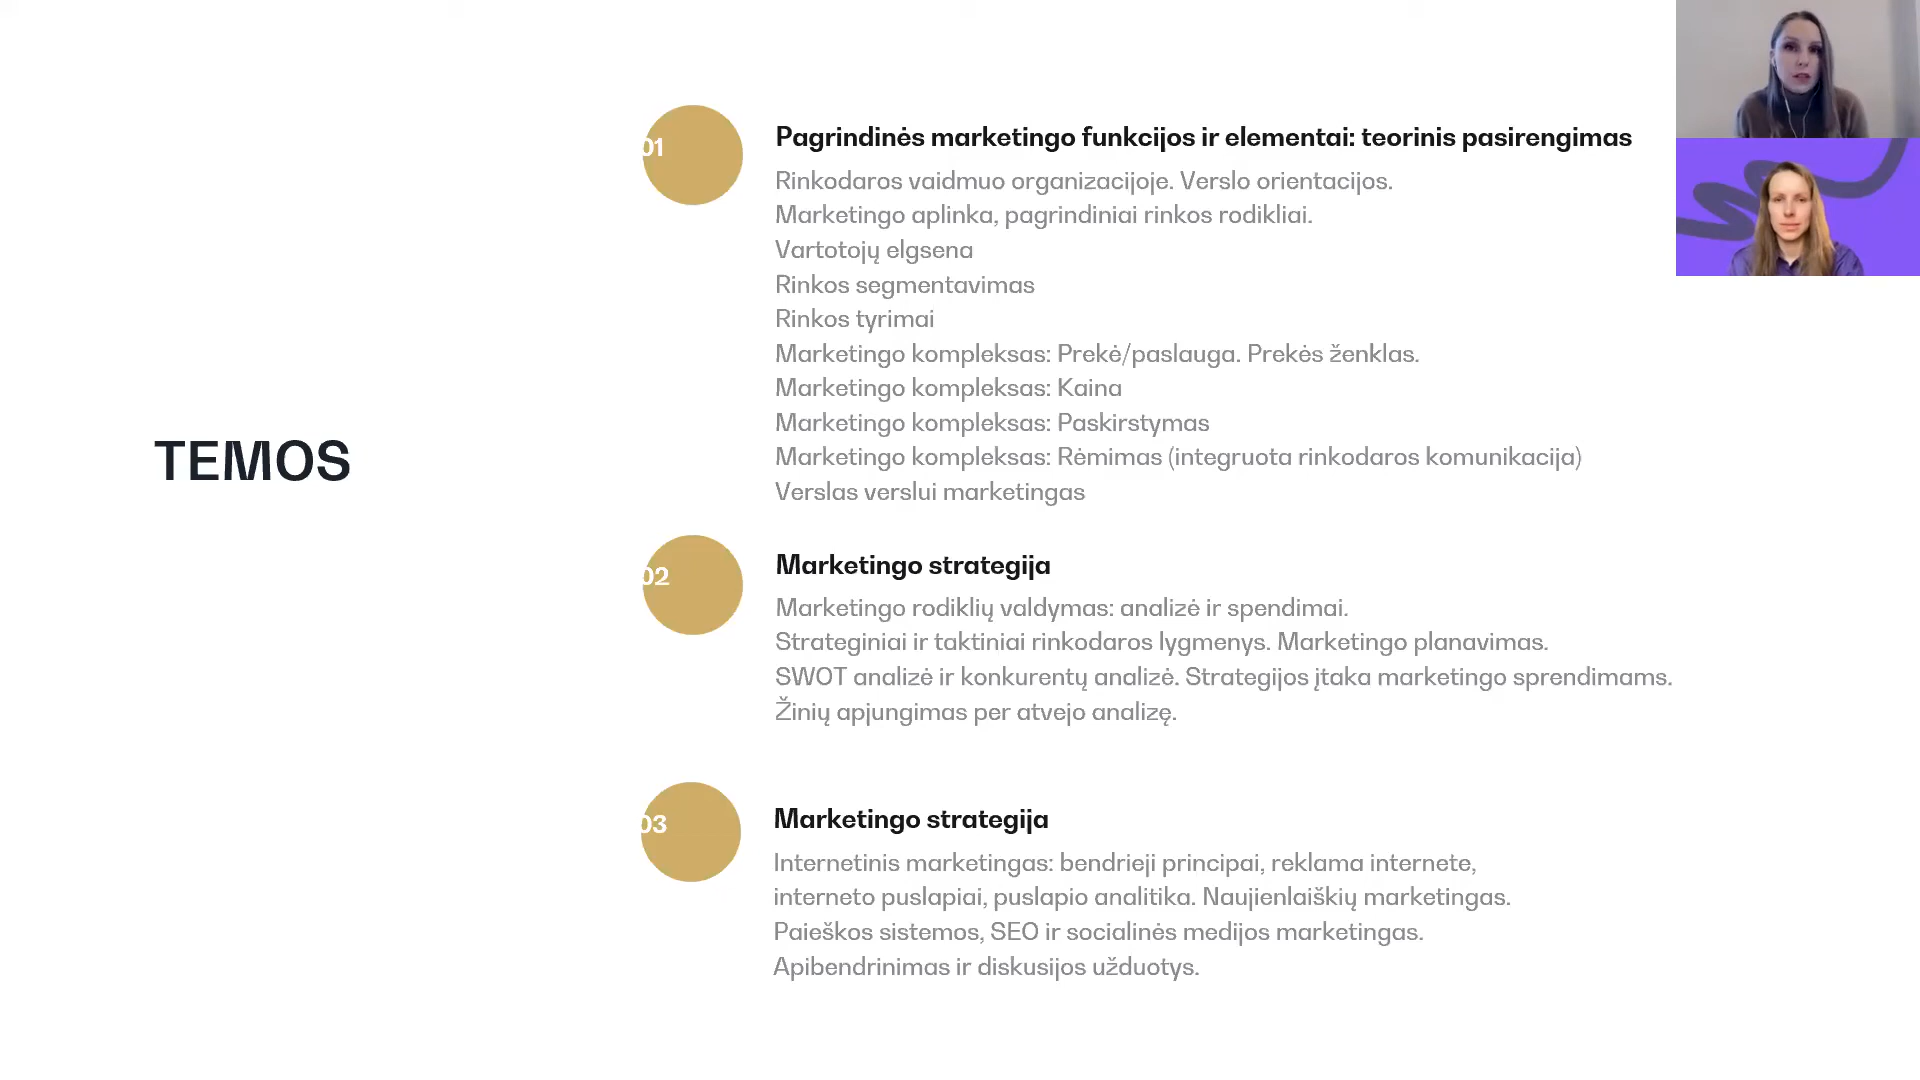 TEMOS
01
Pagrindinės marketingo funkcijos ir elementai: teorinis pasirengimas
Rinkodaros vaidmuo organizacijoje. Verslo orientacijos.
Marketingo aplinka, pagrindiniai rinkos rodikliai.
Vartotojų elgsena
Rinkos segmentavimas
Rinkos tyrimai
Marketingo kompleksas: Prekė/paslauga. Prekės ženklas.
Marketingo kompleksas: Kaina
Marketingo kompleksas: Paskirstymas
Marketingo kompleksas: Rėmimas (integruota rinkodaros komunikacija)
Verslas verslui marketingas
02
Marketingo strategija
Marketingo rodiklių valdymas: analizė ir spendimai.
Strateginiai ir taktiniai rinkodaros lygmenys. Marketingo planavimas.
SWOT analizė ir konkurentų analizė. Strategijos įtaka marketingo sprendimams.
Žinių apjungimas per atvejo analizę.
03
Marketingo strategija
Internetinis marketingas: bendrieji principai, reklama internete,
interneto puslapiai, puslapio analitika. Naujienlaiškių marketingas.
Paieškos sistemos, SEO ir socialinės medijos marketingas.
Apibendrinimas ir diskusijos užduotys.